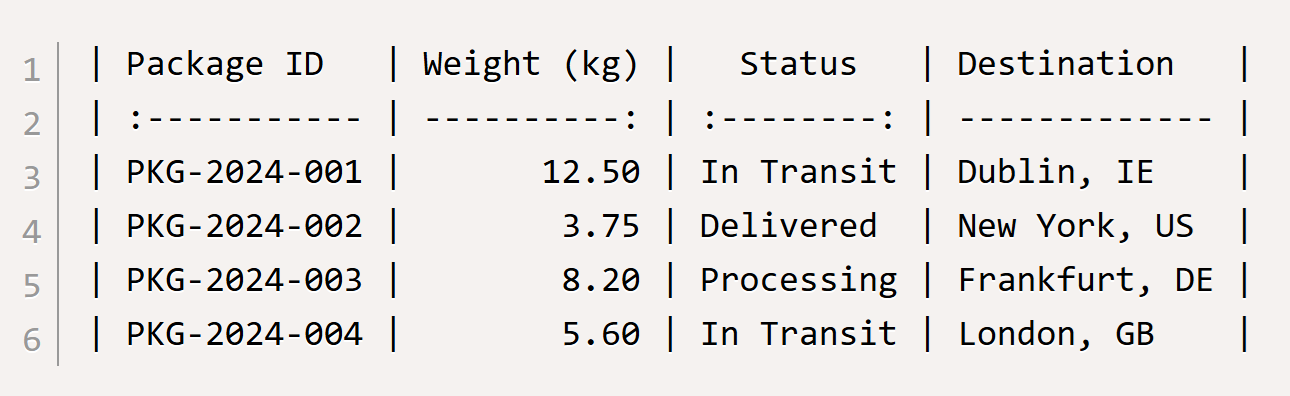 1 | Package ID   | Weight (kg) |   Status   | Destination   |
2 | :----------- | ----------: | :--------: | ------------- |
3 | PKG-2024-001 |       12.50 | In Transit | Dublin, IE    |
4 | PKG-2024-002 |        3.75 | Delivered  | New York, US  |
5 | PKG-2024-003 |        8.20 | Processing | Frankfurt, DE |
6 | PKG-2024-004 |        5.60 | In Transit | London, GB    |